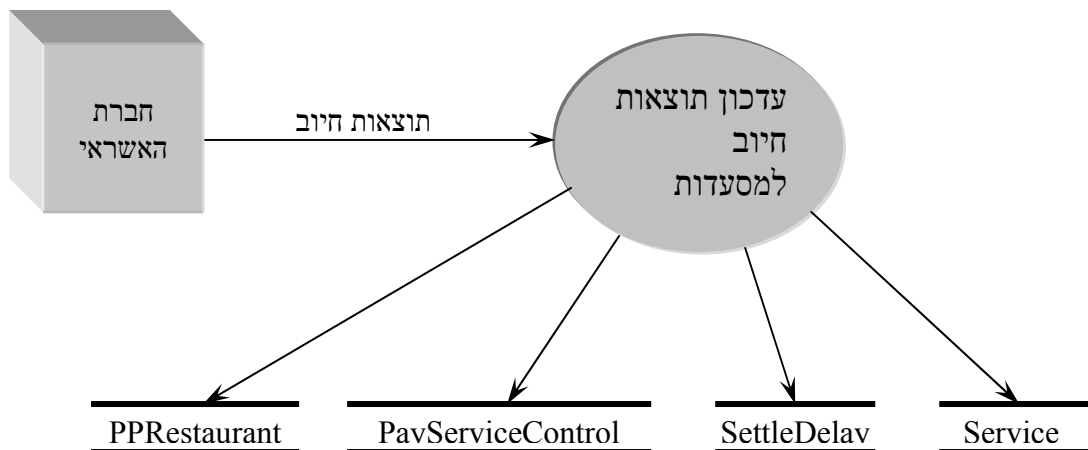 חברת
האשראי
תוצאות חיוב
עדכון תוצאות
חיוב
למסעדות
PPRestaurant
PavServiceControl
SettleDelav
Service